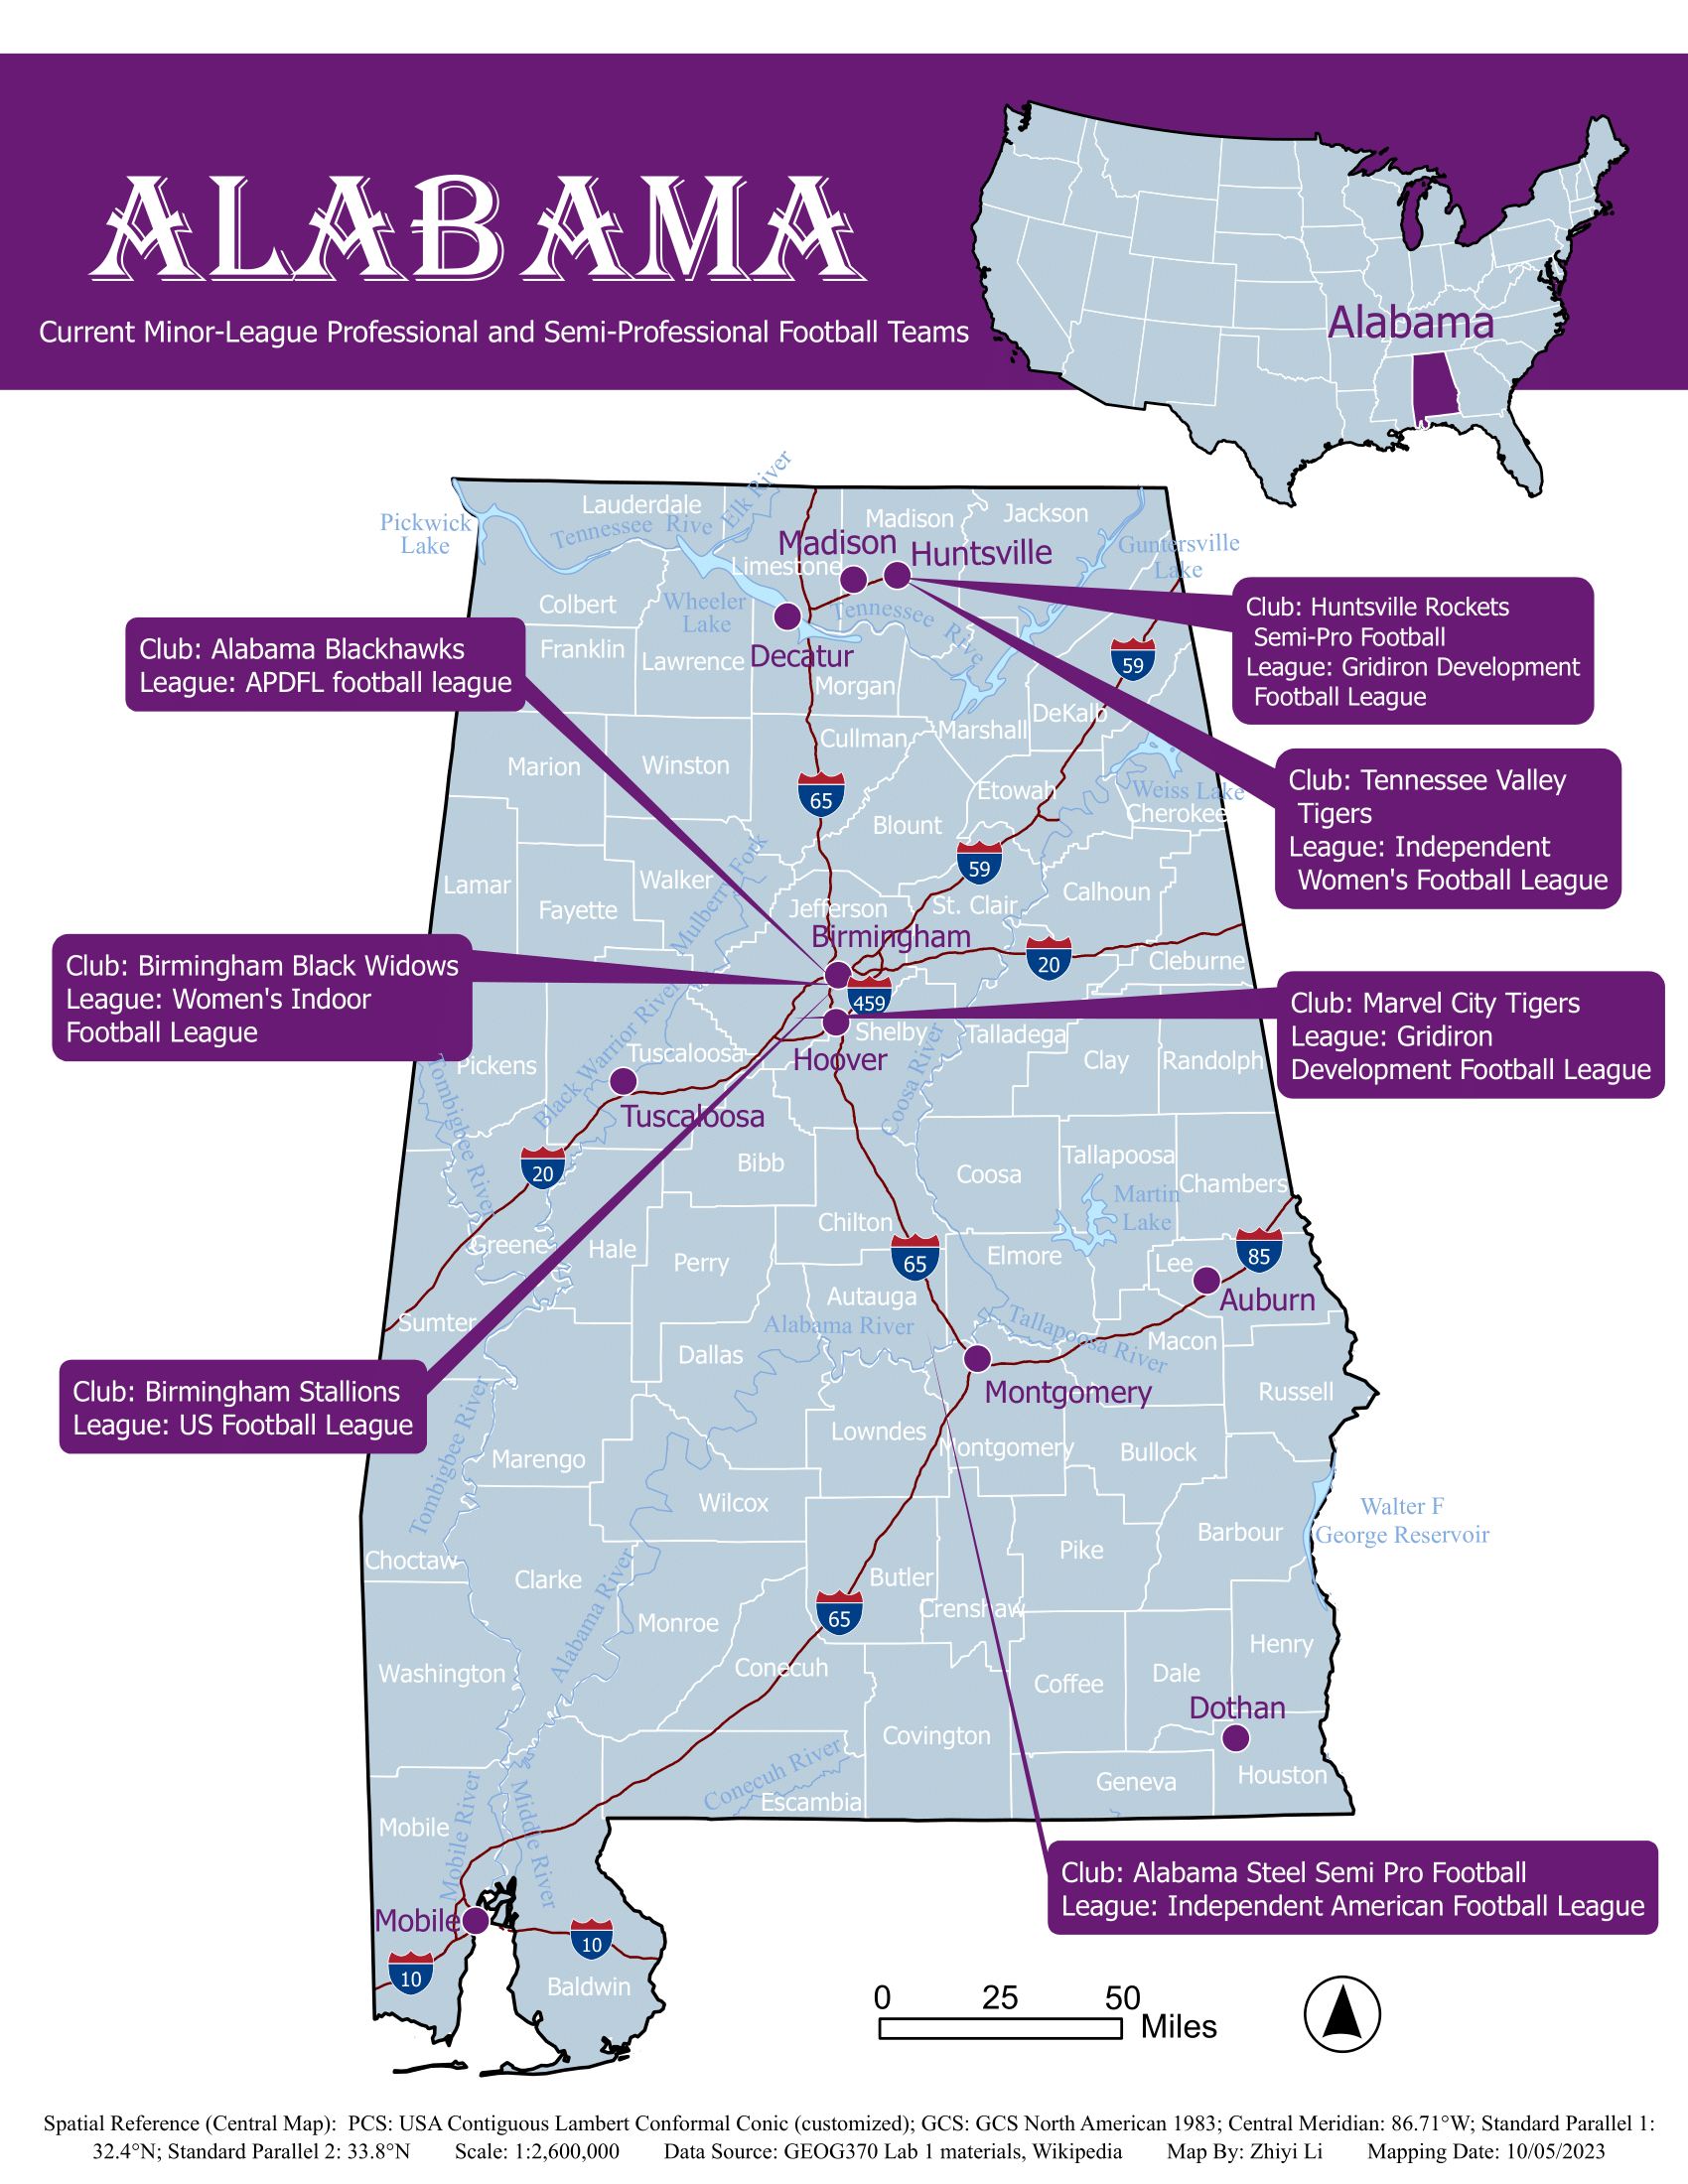 ALABAMA
Current Minor-League Professional and Semi-Professional Football Teams
Alabama
Lauderdale
Elk River
Pickwick
Lake
Tennessee Rive
Madison
Jackson
Madison
Huntsville
Guntersville
Lake
Limestone
Colbert
Wheeler
Lake
Tennessee Rive
Club: Huntsville Rockets
Semi-Pro Football
League: Gridiron Development
Football League
Club: Alabama Blackhawks
League: APDFL football league
Franklin
Lawrence
Decatur
Morgan
59
DeKalb
Marshall
Cullman
Marion
Winston
65
Etowah
Weiss Lake
Cherokee
Club: Tennessee Valley
Tigers
League: Independent
Women's Football League
Blount
59
Lamar
Fayette
Walker
Mulberry Fork
Jefferson
St. Clair
Calhoun
Birmingham
20
Cleburne
Club: Birmingham Black Widows
League: Women's Indoor
Football League
459
Club: Marvel City Tigers
League: Gridiron
Development Football League
Black Warrior River
Shelby
Talladega
Hoover
Coosa River
Clay
Randolph
Pickens
Tuscaloosa
Tombigbee River
Tuscaloosa
20
Bibb
Coosa
Tallapoosa
Chambers
Martin
Lake
Chilton
Greene
Hale
Perry
65
Elmore
Lee
85
Auburn
Autauga
Sumter
Alabama River
Tallapoosa River
Macon
Dallas
Montgomery
Russell
Club: Birmingham Stallions
League: US Football League
Tombigbee River
Lowndes
Montgomery
Bullock
Marengo
Wilcox
Walter F
George Reservoir
Barbour
Choctaw
Clarke
Pike
Butler
Alabama River
Monroe
65
Crenshaw
Henry
Washington
Conecuh
Coffee
Dale
Dothan
Covington
Conecuh River
Escambia
Geneva
Houston
Mobile
Mobile River
Middle River
Club: Alabama Steel Semi Pro Football
League: Independent American Football League
Mobile
10
10
Baldwin
0 25 50
Miles
Spatial Reference (Central Map): PCS: USA Contiguous Lambert Conformal Conic (customized); GCS: GCS North American 1983; Central Meridian: 86.71°W; Standard Parallel 1:
32.4°N; Standard Parallel 2: 33.8°N Scale: 1:2,600,000 Data Source: GEOG370 Lab 1 materials, Wikipedia Map By: Zhiyi Li Mapping Date: 10/05/2023